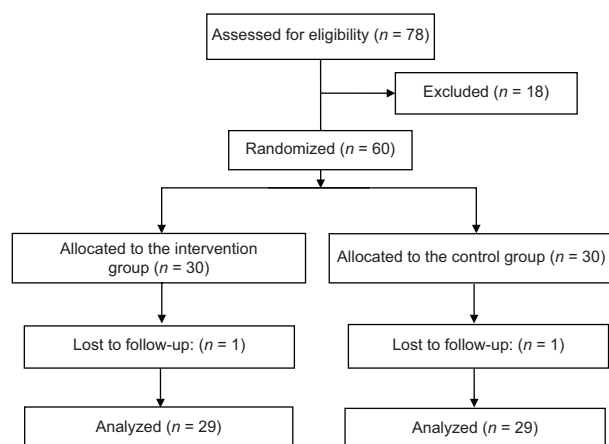 Assessed for eligibility (n = 78)
Excluded (n = 18)
Randomized (n = 60)
Allocated to the intervention
group (n = 30)
Allocated to the control group (n = 30)
Lost to follow-up: (n = 1)
Lost to follow-up: (n = 1)
Analyzed (n = 29)
Analyzed (n = 29)